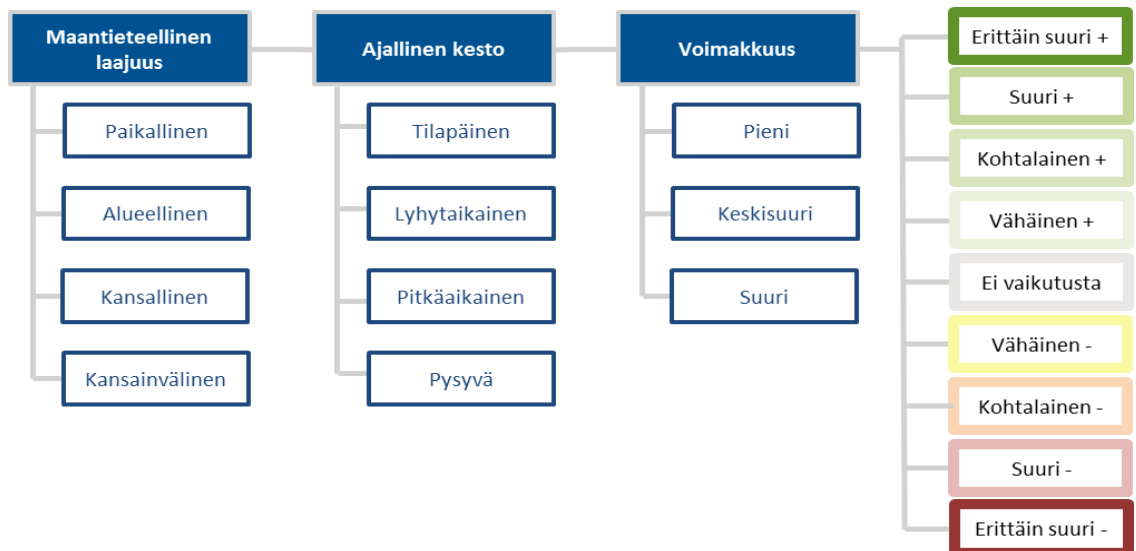 Maantieteellinen
laajuus
Paikallinen
Alueellinen
Kansallinen
Kansainvälinen
Ajallinen kesto
Tilapäinen
Lyhytaikainen
Pitkäaikainen
Pysyvä
Voimakkuus
Pieni
Keskisuuri
Suuri
Erittäin suuri +
Suuri +
Kohtalainen +
Vähäinen +
Ei vaikutusta
Vähäinen -
Kohtalainen -
Suuri -
Erittäin suuri -